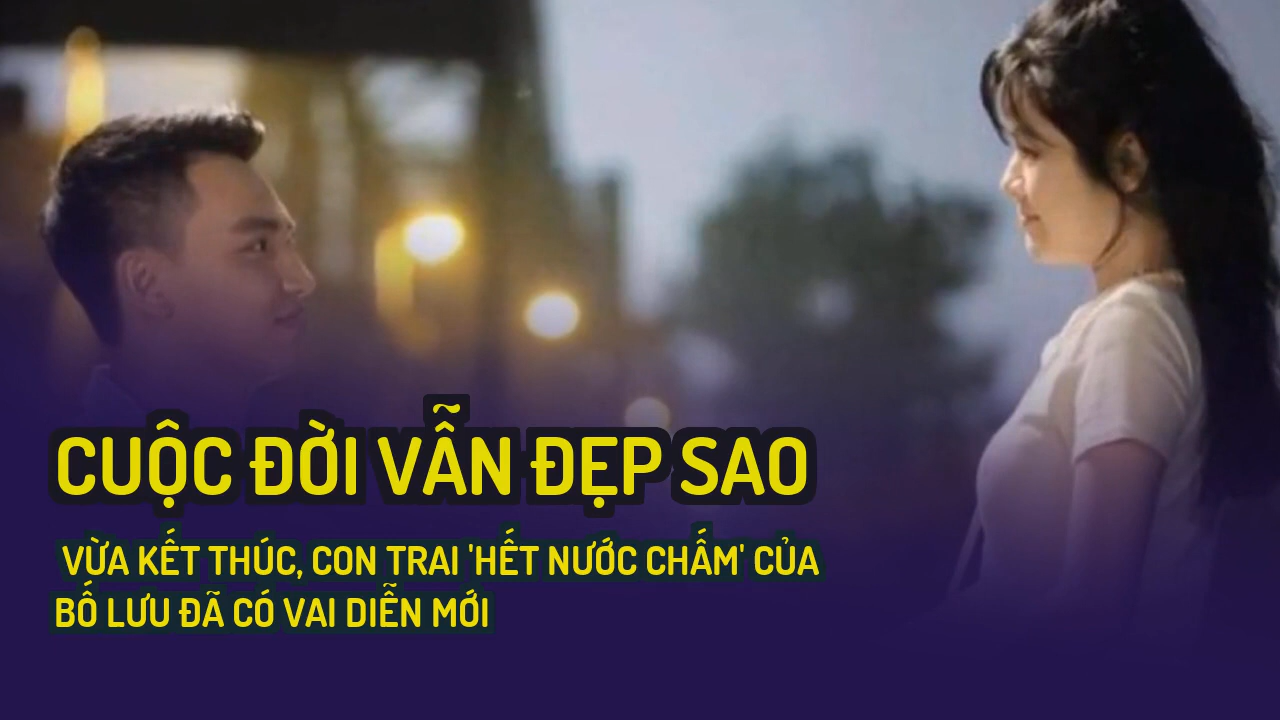 CUỘC ĐỜI VẪN ĐẸP SAO
VỪA KẾT THÚC, CON TRAI 'HẾT NƯỚC CHẤM' CỦA
BỐ LƯU ĐÃ CÓ VAI DIỄN MỚI